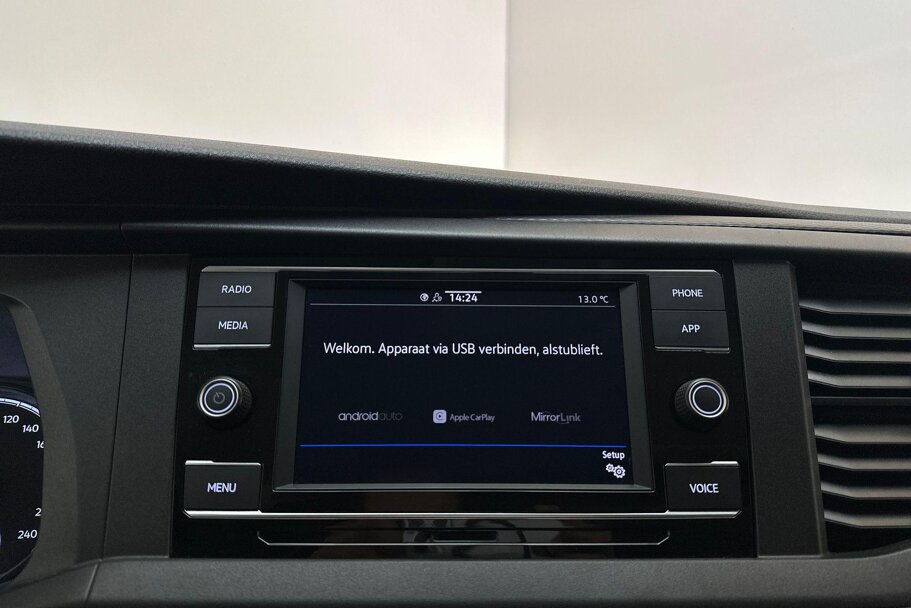 RADIO
MEDIA
14:24
13.0 °C
PHONE
APP
Welkom. Apparaat via USB verbinden, alstublieft.
androidauto
Apple CarPlay
MirrorLink
Setup
MENU
VOICE
120
140
240